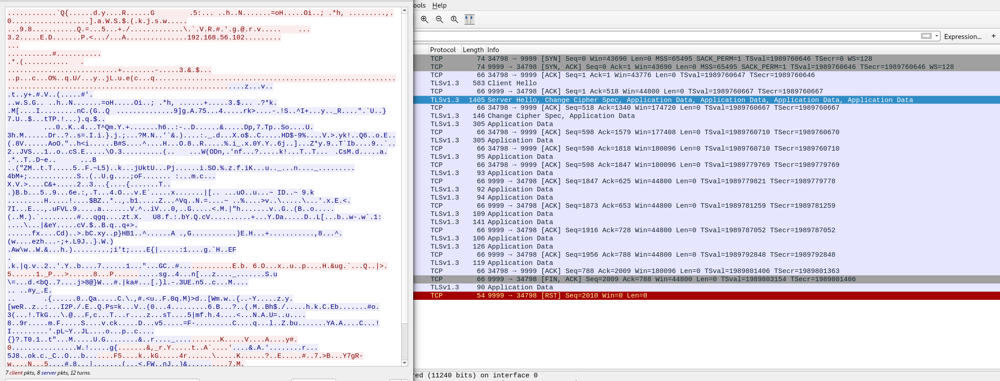 ............`Q{......d.y....R......G        .5:... ..h..N.......=oH.....Oi..; .*h, .........,.
0...................].a.W.S.$.(.k.j.s.w.....
...9.8...........Q.=...5...+./.............\.`.V.R.#.'.g.@.r.v.....    ...
3.2.....E.D.......P.<.../...A...............192.168.56.102.........
...
...........#...........
.*.(...........   .
...........................+........-.....3.&.$...
..p...c...O%..q.U/...y..jL.u.e(c...q...........................................................
......................................................z...v..
.t..y+.#.V..(.....#'.
..w.S.G.. ..h..N.......=oH.....Oi..; .*h, ......+.....3.$... .?*k.
.M[....I.........nC.(G..Q ..............9]g.A.75...4.....rk>....-.!S..^I+...y.._R....".`U..}
7.U..$...tTP.!...).q.$..
...0..K..4...T^Qm.Y.+.......h6..:-..D......&.....Dp,7.Tp..So....U.
3h.M......Dr..?..s=.I.i.}.j.;...?M.N..'`&.)....:._.d...X.o$..C.....HD$-9%....V.>.yk!..Q6..o.E..
(.8V......AoO."..h<i......B#S....^....H...O.8..R.....%.i_.x.0Y.Y..6j..]...Z*y.9..T`Ib....9..`..
2..JVS...1..o..cS.E.....\O.3..........(..    ...W(ODn,.'nf...?.....k!...T..T...  .CsM.d.....a.
.*..T..D~e..      ...B
..("ZM..t.T.....5..F.~L5)..k...jUktU...Pj......i.SO.%.z.f.iK...u.._...n...._.........
4bM+;............S..(..U.g....;oF....... :...m.c...
X.V.>....C&+.....2..3...{....{.......T..
.)B.b...5..9...6e.:,.T...4.O...v.E`.....x.......|[.. ...uO..u...~ ID..~ 9.k
.........H.....!....$BZ..*..,.b1.....Z...^Vq..N.=....~ ..%....>v..\.....\...'.x.E.<.
7I...E...,.uFVL.9.....a.......V.^..iV...0,..G.....<.M.|"h.......v..G..(B..o.....
(..M.).`.........#...qgq....zt.X.   U8.f.:.bY.Q.cV..........+...Y.Da.....D..L[...b..w-.w`.1:
....\...|&eY.....cV.$..B.q..q+>.
......fx....Cd)..>.bC.xy..p}HB1..^......A .,G...........)E.H...+...........,8...^.
(w....ezh...-;+.L9J..}.W.)
.Aw\w..W.&...h.).........;i't;....E{|.....:1....g.`H..EF
.
.k.|q.v..2..'.Y..b....7......1..."...GC..#.............E.b. 6.O...x..u..p....H.&ug.`...Q..|>.
5......1._P...>......8...P...........sg..4...n[...z...._.......S.u
\=...d.<bQ..7....j>8@}W...#.|ka#...[.}l.-.3UE.n5..c...M....
.. ..#y_.E.
..       .{......8..Qa.....C.\.,#.<u..F.0q.M)>d..[Wm.w..{..-Y.....z.y.
[weR..z..:...I2P./.E..Q.Ps=k...V..(0...4.........6.B...?..(.M..Bh$./.....h.k.C.Eb.......#o.
3(...!.TkG...\.@...F,c...T...r....z...sT....5|mf.h.4....<...N.A.U=..u....
8..9r.....m.F.....S....v.ck.....D...v5.....=F-.........C....q...l..Z.bu.......YA.A....C...!
I.........'.pL~Y..JL....o...p..c....
{}?.T0.1..t"...M.....U.G........&..r...._...........K.....V....A....y#.
0................W.!.....g{.......&,_r.Y.....t..A`....'....&.A.'........r...
5J8..ok.c._C..O...b.......F5....k..kG.....4r......\.....K......?..E.....#..7.>B...Y7gR-
w....N...5....#.8...|.......(...<.FW..nJ,.)&..........7.M.
7 client pkts, 8 server pkts, 12 turns.
ools Help
Expression... +
Protocol Length Info
TCP 74 34798 → 9999 [SYN] Seq=0 Win=43690 Len=0 MSS=65495 SACK_PERM=1 TSval=1989760646 TSecr=0 WS=128
TCP 74 9999 → 34798 [SYN, ACK] Seq=0 Ack=1 Win=43690 Len=0 MSS=65495 SACK_PERM=1 TSval=1989760646 TSecr=1989760646 WS=128
TCP 66 34798 → 9999 [ACK] Seq=1 Ack=1 Win=43776 Len=0 TSval=1989760647 TSecr=1989760646
TLSv1.3 583 Client Hello
TCP 66 9999 → 34798 [ACK] Seq=1 Ack=518 Win=44800 Len=0 TSval=1989760667 TSecr=1989760667
TLSv1.3 1405 Server Hello, Change Cipher Spec, Application Data, Application Data, Application Data, Application Data
TCP 66 34798 → 9999 [ACK] Seq=518 Ack=1340 Win=174720 Len=0 TSval=1989760667 TSecr=1989760667
TLSv1.3 146 Change Cipher Spec, Application Data
TLSv1.3 305 Application Data
TCP 66 34798 → 9999 [ACK] Seq=598 Ack=1579 Win=177408 Len=0 TSval=1989760710 TSecr=1989760670
TLSv1.3 305 Application Data
TCP 66 34798 → 9999 [ACK] Seq=598 Ack=1818 Win=180096 Len=0 TSval=1989760710 TSecr=1989760710
TLSv1.3 95 Application Data
TCP 66 34798 → 9999 [ACK] Seq=598 Ack=1847 Win=180096 Len=0 TSval=1989779769 TSecr=1989779769
TLSv1.3 93 Application Data
TCP 66 9999 → 34798 [ACK] Seq=1847 Ack=625 Win=44800 Len=0 TSval=1989779821 TSecr=1989779778
TLSv1.3 92 Application Data
TLSv1.3 94 Application Data
TCP 66 9999 → 34798 [ACK] Seq=1873 Ack=653 Win=44800 Len=0 TSval=1989781259 TSecr=1989781259
TLSv1.3 109 Application Data
TLSv1.3 141 Application Data
TCP 66 9999 → 34798 [ACK] Seq=1916 Ack=728 Win=44800 Len=0 TSval=1989787052 TSecr=1989787052
TLSv1.3 106 Application Data
TLSv1.3 126 Application Data
TCP 66 9999 → 34798 [ACK] Seq=1956 Ack=788 Win=44800 Len=0 TSval=1989792848 TSecr=1989792848
TLSv1.3 119 Application Data
TCP 66 34798 → 9999 [ACK] Seq=788 Ack=2009 Win=180096 Len=0 TSval=1989801406 TSecr=1989801363
TCP 66 9999 → 34798 [FIN, ACK] Seq=2009 Ack=788 Win=44800 Len=0 TSval=1989803154 TSecr=1989801406
TLSv1.3 90 Application Data
TCP 54 9999 → 34798 [RST] Seq=2010 Win=0 Len=0
red (11240 bits) on interface 0